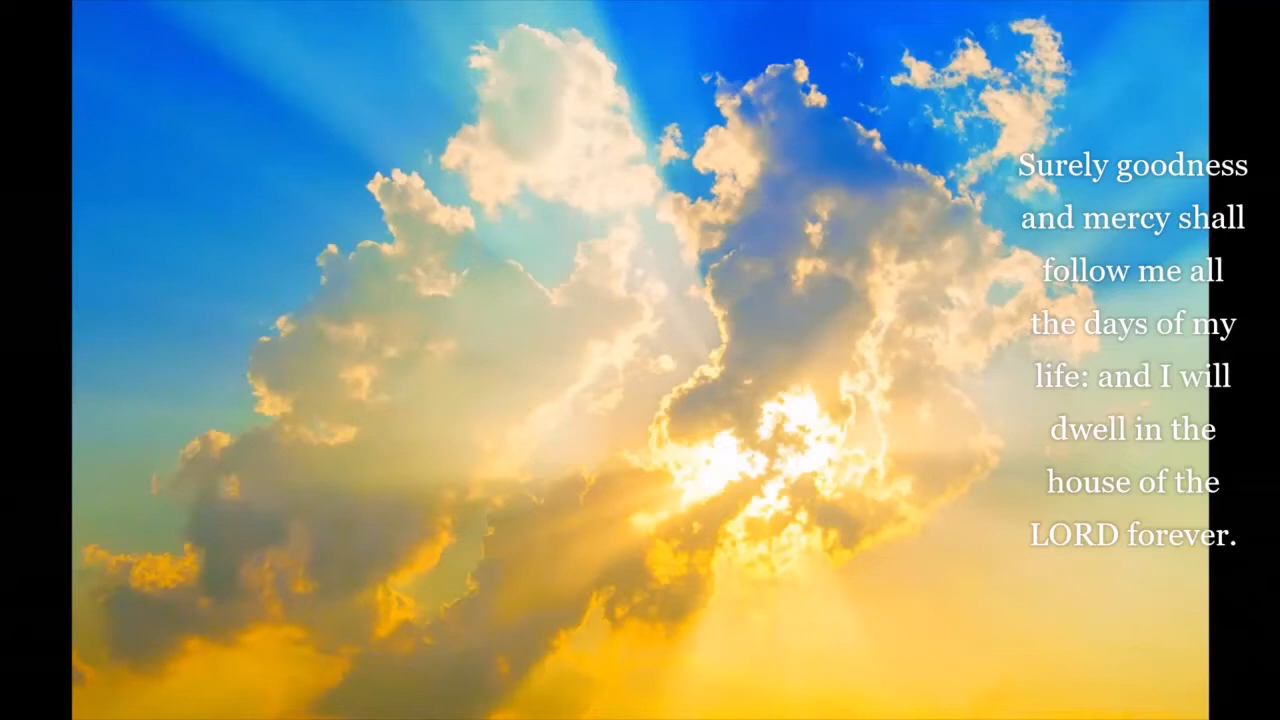 Surely goodness
and mercy shall
follow me all
the days of my
life: and I will
dwell in the
house of the
LORD forever.